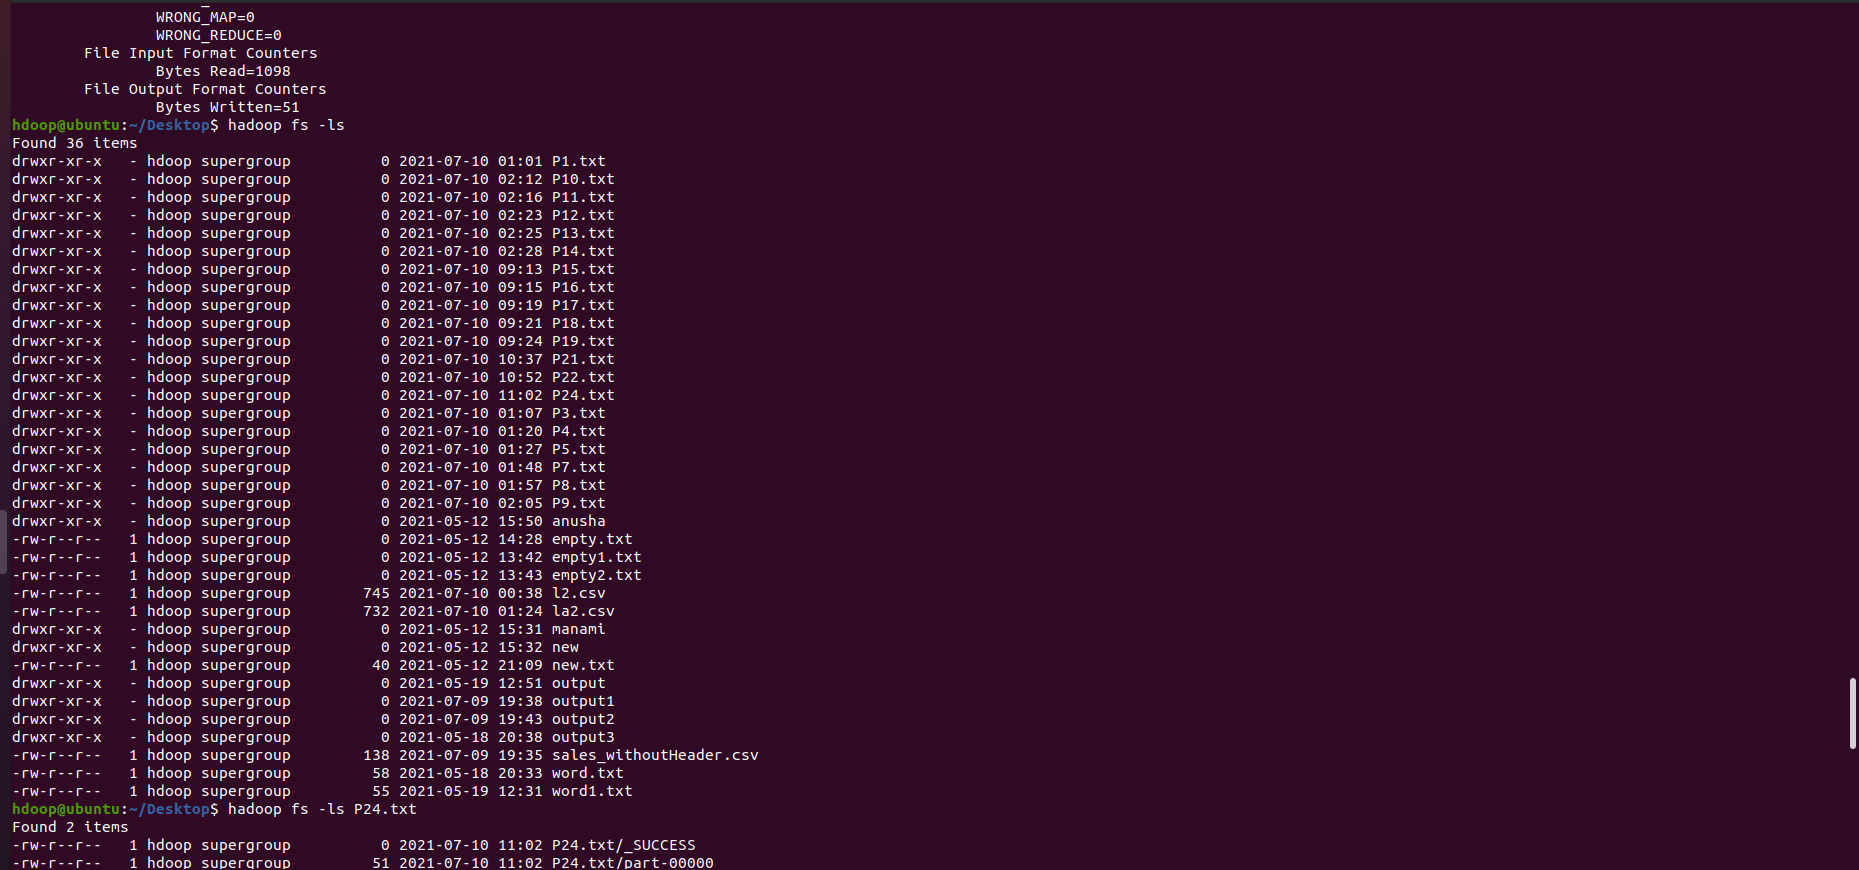 WRONG_MAP=0
WRONG_REDUCE=0
File Input Format Counters
Bytes Read=1098
File Output Format Counters
Bytes Written=51
hdoop@ubuntu:~/Desktop$ hadoop fs -ls
Found 36 items
drwxr-xr-x   - hdoop supergroup          0 2021-07-10 01:01 P1.txt
drwxr-xr-x   - hdoop supergroup          0 2021-07-10 02:12 P10.txt
drwxr-xr-x   - hdoop supergroup          0 2021-07-10 02:16 P11.txt
drwxr-xr-x   - hdoop supergroup          0 2021-07-10 02:23 P12.txt
drwxr-xr-x   - hdoop supergroup          0 2021-07-10 02:25 P13.txt
drwxr-xr-x   - hdoop supergroup          0 2021-07-10 02:28 P14.txt
drwxr-xr-x   - hdoop supergroup          0 2021-07-10 09:13 P15.txt
drwxr-xr-x   - hdoop supergroup          0 2021-07-10 09:15 P16.txt
drwxr-xr-x   - hdoop supergroup          0 2021-07-10 09:19 P17.txt
drwxr-xr-x   - hdoop supergroup          0 2021-07-10 09:21 P18.txt
drwxr-xr-x   - hdoop supergroup          0 2021-07-10 09:24 P19.txt
drwxr-xr-x   - hdoop supergroup          0 2021-07-10 10:37 P21.txt
drwxr-xr-x   - hdoop supergroup          0 2021-07-10 10:52 P22.txt
drwxr-xr-x   - hdoop supergroup          0 2021-07-10 11:02 P24.txt
drwxr-xr-x   - hdoop supergroup          0 2021-07-10 01:07 P3.txt
drwxr-xr-x   - hdoop supergroup          0 2021-07-10 01:20 P4.txt
drwxr-xr-x   - hdoop supergroup          0 2021-07-10 01:27 P5.txt
drwxr-xr-x   - hdoop supergroup          0 2021-07-10 01:48 P7.txt
drwxr-xr-x   - hdoop supergroup          0 2021-07-10 01:57 P8.txt
drwxr-xr-x   - hdoop supergroup          0 2021-07-10 02:05 P9.txt
drwxr-xr-x   - hdoop supergroup          0 2021-05-12 15:50 anusha
-rw-r--r--   1 hdoop supergroup          0 2021-05-12 14:28 empty.txt
-rw-r--r--   1 hdoop supergroup          0 2021-05-12 13:42 empty1.txt
-rw-r--r--   1 hdoop supergroup          0 2021-05-12 13:43 empty2.txt
-rw-r--r--   1 hdoop supergroup        745 2021-07-10 00:38 l2.csv
-rw-r--r--   1 hdoop supergroup        732 2021-07-10 01:24 la2.csv
drwxr-xr-x   - hdoop supergroup          0 2021-05-12 15:31 manami
drwxr-xr-x   - hdoop supergroup          0 2021-05-12 15:32 new
-rw-r--r--   1 hdoop supergroup         40 2021-05-12 21:09 new.txt
drwxr-xr-x   - hdoop supergroup          0 2021-05-19 12:51 output
drwxr-xr-x   - hdoop supergroup          0 2021-07-09 19:38 output1
drwxr-xr-x   - hdoop supergroup          0 2021-07-09 19:43 output2
drwxr-xr-x   - hdoop supergroup          0 2021-05-18 20:38 output3
-rw-r--r--   1 hdoop supergroup        138 2021-07-09 19:35 sales_withoutHeader.csv
-rw-r--r--   1 hdoop supergroup         58 2021-05-18 20:33 word.txt
-rw-r--r--   1 hdoop supergroup         55 2021-05-19 12:31 word1.txt
hdoop@ubuntu:~/Desktop$ hadoop fs -ls P24.txt
Found 2 items
-rw-r--r--   1 hdoop supergroup          0 2021-07-10 11:02 P24.txt/_SUCCESS
-rw-r--r--   1 hdoop supergroup         51 2021-07-10 11:02 P24.txt/part-00000